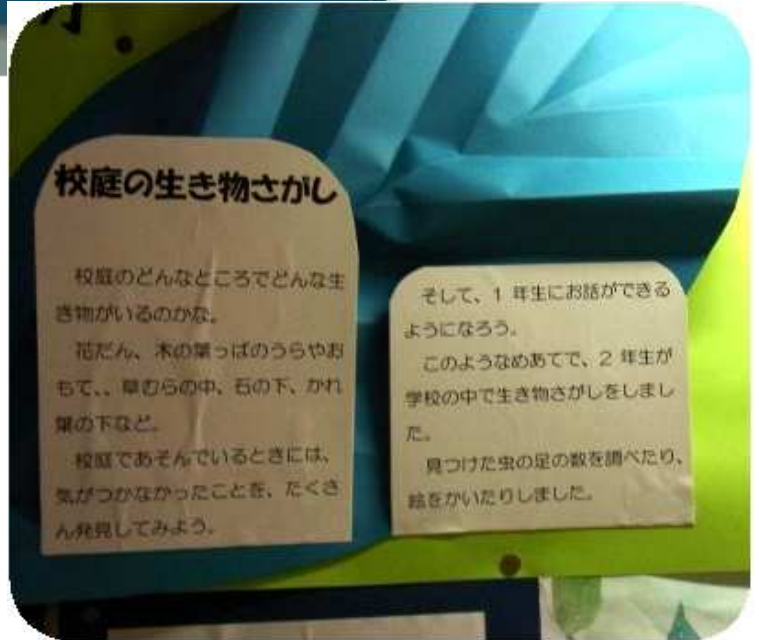 校庭の生き物さがし
校庭のどんなところでどんな生
き物がいるのかな。
花だん、木の葉っぱのうらやお
もて、、草むらの中、石の下、かれ
葉の下など。
校庭であそんでいるときには、
気がつかなかったことを、たくさ
ん発見してみよう。
そして、1 年生にお話ができる
ようになろう。
このようなめあてで、2 年生が
学校の中で生き物さがしをしまし
た。
見つけた虫の足の数を調べたり、
絵をかいたりしました。